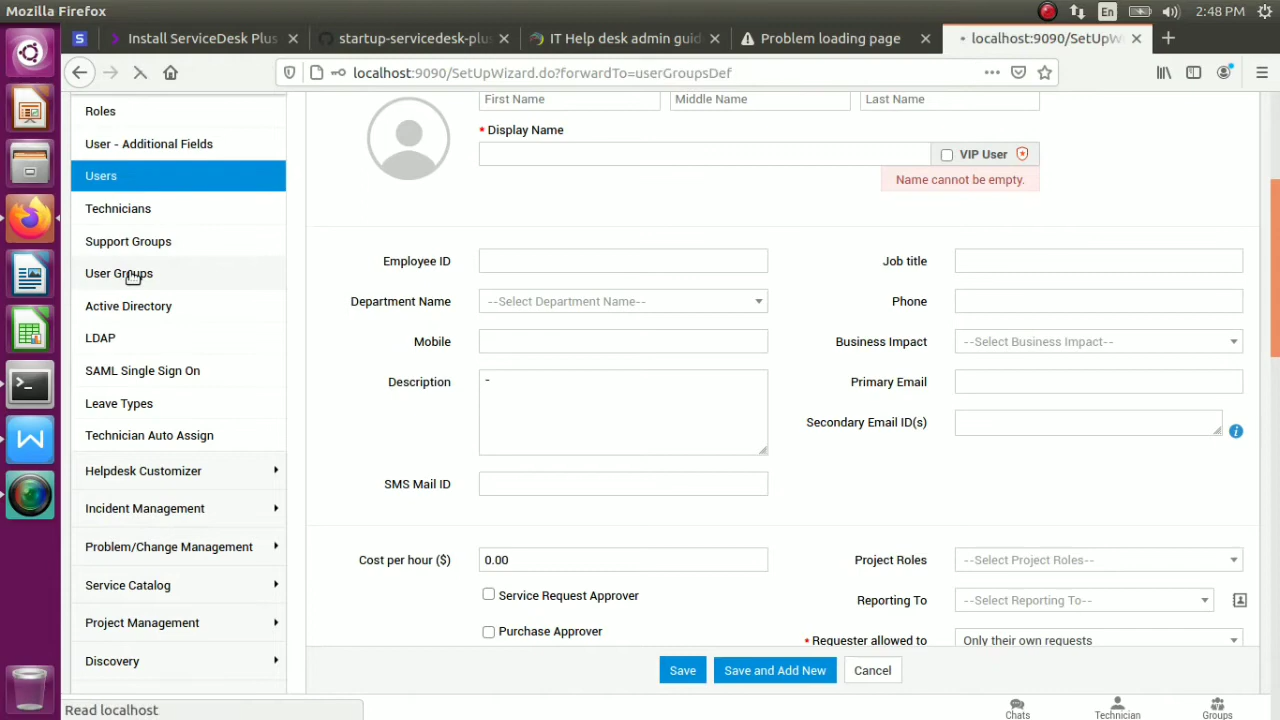 Mozilla Firefox
En
2:48 PM
S
Install ServiceDesk Plus
startup-servicedesk-plus
IT Help desk admin guid
Problem loading page
localhost:9090/SetUpWi
localhost:9090/SetUpWizard.do?forwardTo=userGroupsDef
Roles
User - Additional Fields
Users
Technicians
Support Groups
User Groups
Active Directory
LDAP
SAML Single Sign On
Leave Types
Technician Auto Assign
Helpdesk Customizer
Incident Management
Problem/Change Management
Service Catalog
Project Management
Discovery
First Name
Middle Name
Last Name
* Display Name
VIP User
Name cannot be empty.
Employee ID
Job title
Department Name
--Select Department Name--
Phone
Mobile
Business Impact
--Select Business Impact--
Description
-
Primary Email
Secondary Email ID(s)
SMS Mail ID
Cost per hour ($)
0.00
Project Roles
--Select Project Roles--
Service Request Approver
Reporting To
--Select Reporting To--
Purchase Approver
* Requester allowed to
Only their own requests
Save
Save and Add New
Cancel
Read localhost
Chats
Technician
Groups